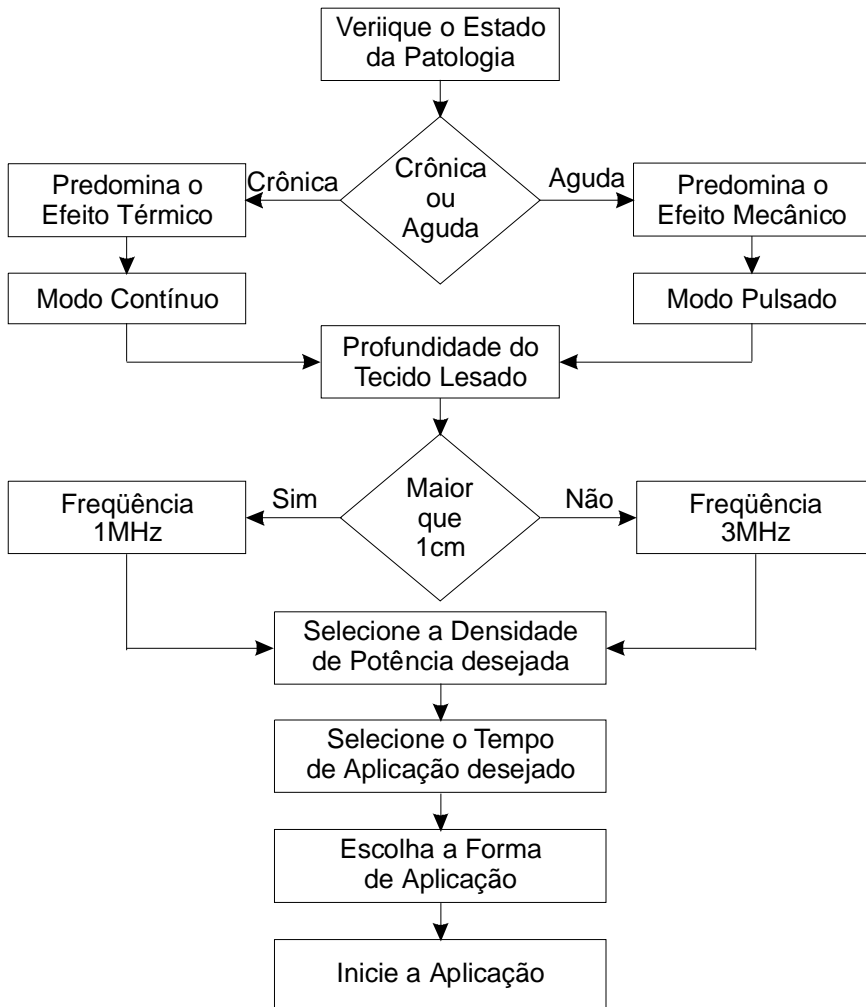 Veriique o Estado
da Patologia
Crônica
Crônica
ou
Aguda
Aguda
Predomina o
Efeito Térmico
Predomina o
Efeito Mecânico
Modo Contínuo
Modo Pulsado
Profundidade do
Tecido Lesado
Freqüência
1MHz
Sim
Maior
que
1cm
Não
Freqüência
3MHz
Selecione a Densidade
de Potência desejada
Selecione o Tempo
de Aplicação desejado
Escolha a Forma
de Aplicação
Inicie a Aplicação